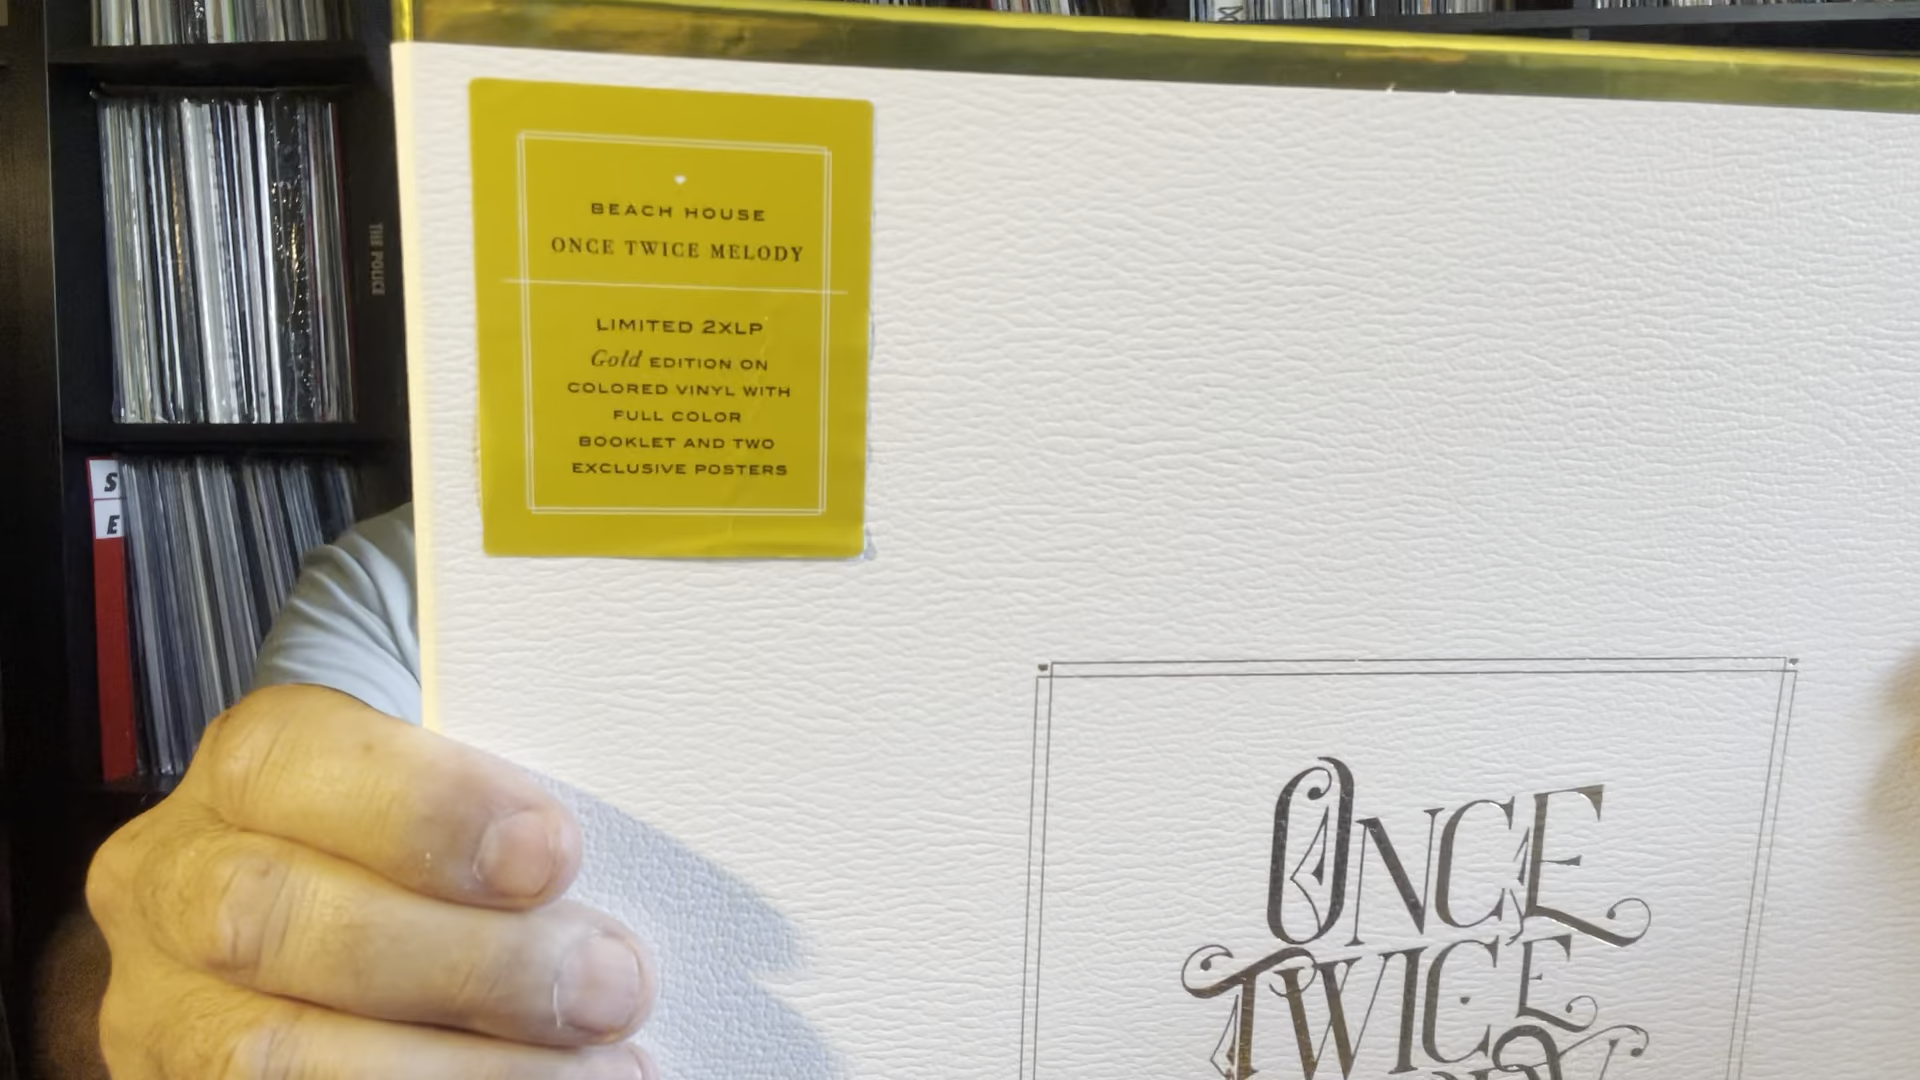 THE POLICE
S
E
BEACH HOUSE
ONCE TWICE MELODY
LIMITED 2XLP
Gold EDITION ON
COLORED VINYL WITH
FULL COLOR
BOOKLET AND TWO
EXCLUSIVE POSTERS
ONCE
TWICE